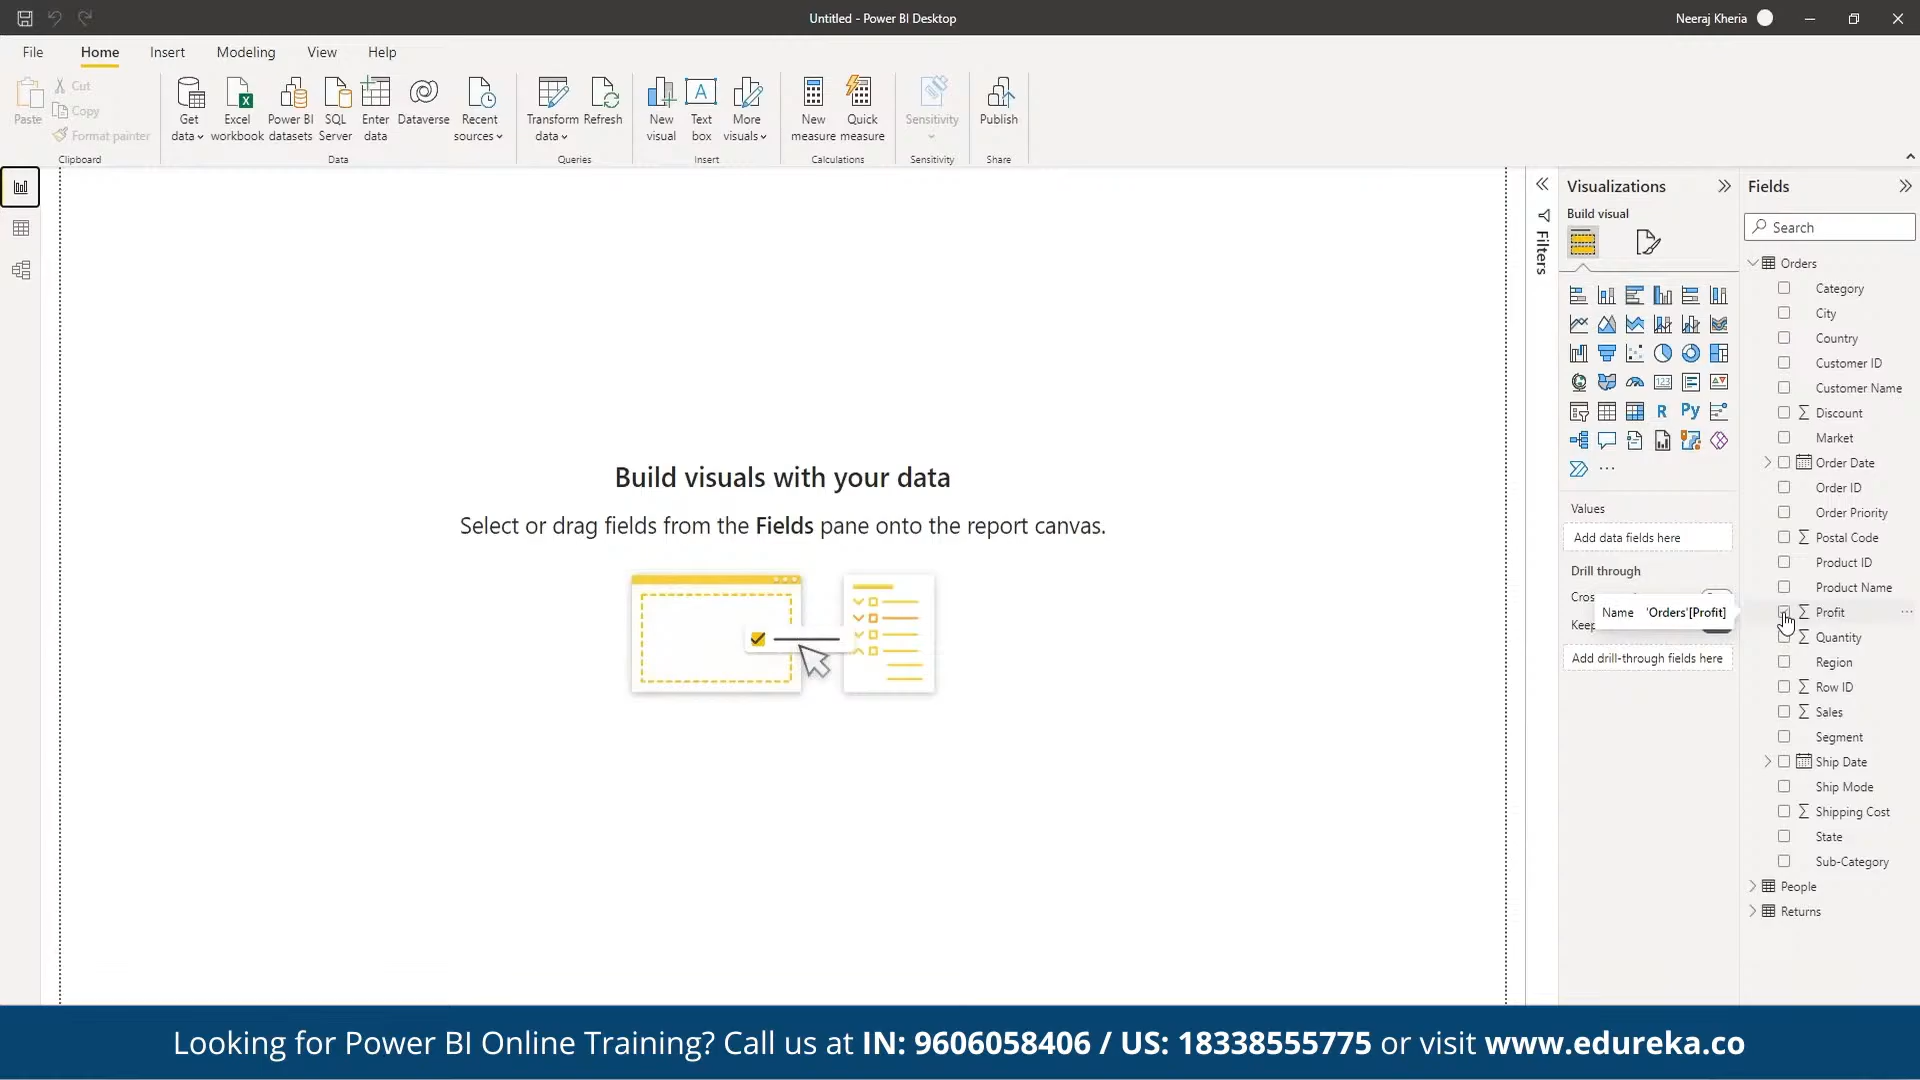 Untitled - Power BI Desktop
Neeraj Kheria
File
Home
Insert
Modeling
View
Help
Paste
Cut
Copy
Format painter
Clipboard
Get data
Excel workbook
Power BI datasets
SQL Server
Enter data
Dataverse
Recent sources
Data
Transform data
Refresh
Queries
New visual
Text box
More visuals
Insert
New measure
Quick measure
Calculations
Sensitivity
Sensitivity
Publish
Share
Build visuals with your data
Select or drag fields from the Fields pane onto the report canvas.
Filters
Visualizations
Build visual
123
R
Py
Values
Add data fields here
Drill through
Cros
Name 'Orders'[Profit]
Keep
Add drill-through fields here
Fields
Search
Orders
Category
City
Country
Customer ID
Customer Name
Discount
Market
Order Date
Order ID
Order Priority
Postal Code
Product ID
Product Name
Profit
Quantity
Region
Row ID
Sales
Segment
Ship Date
Ship Mode
Shipping Cost
State
Sub-Category
People
Returns
Looking for Power BI Online Training? Call us at IN: 9606058406 / US: 18338555775 or visit www.edureka.co